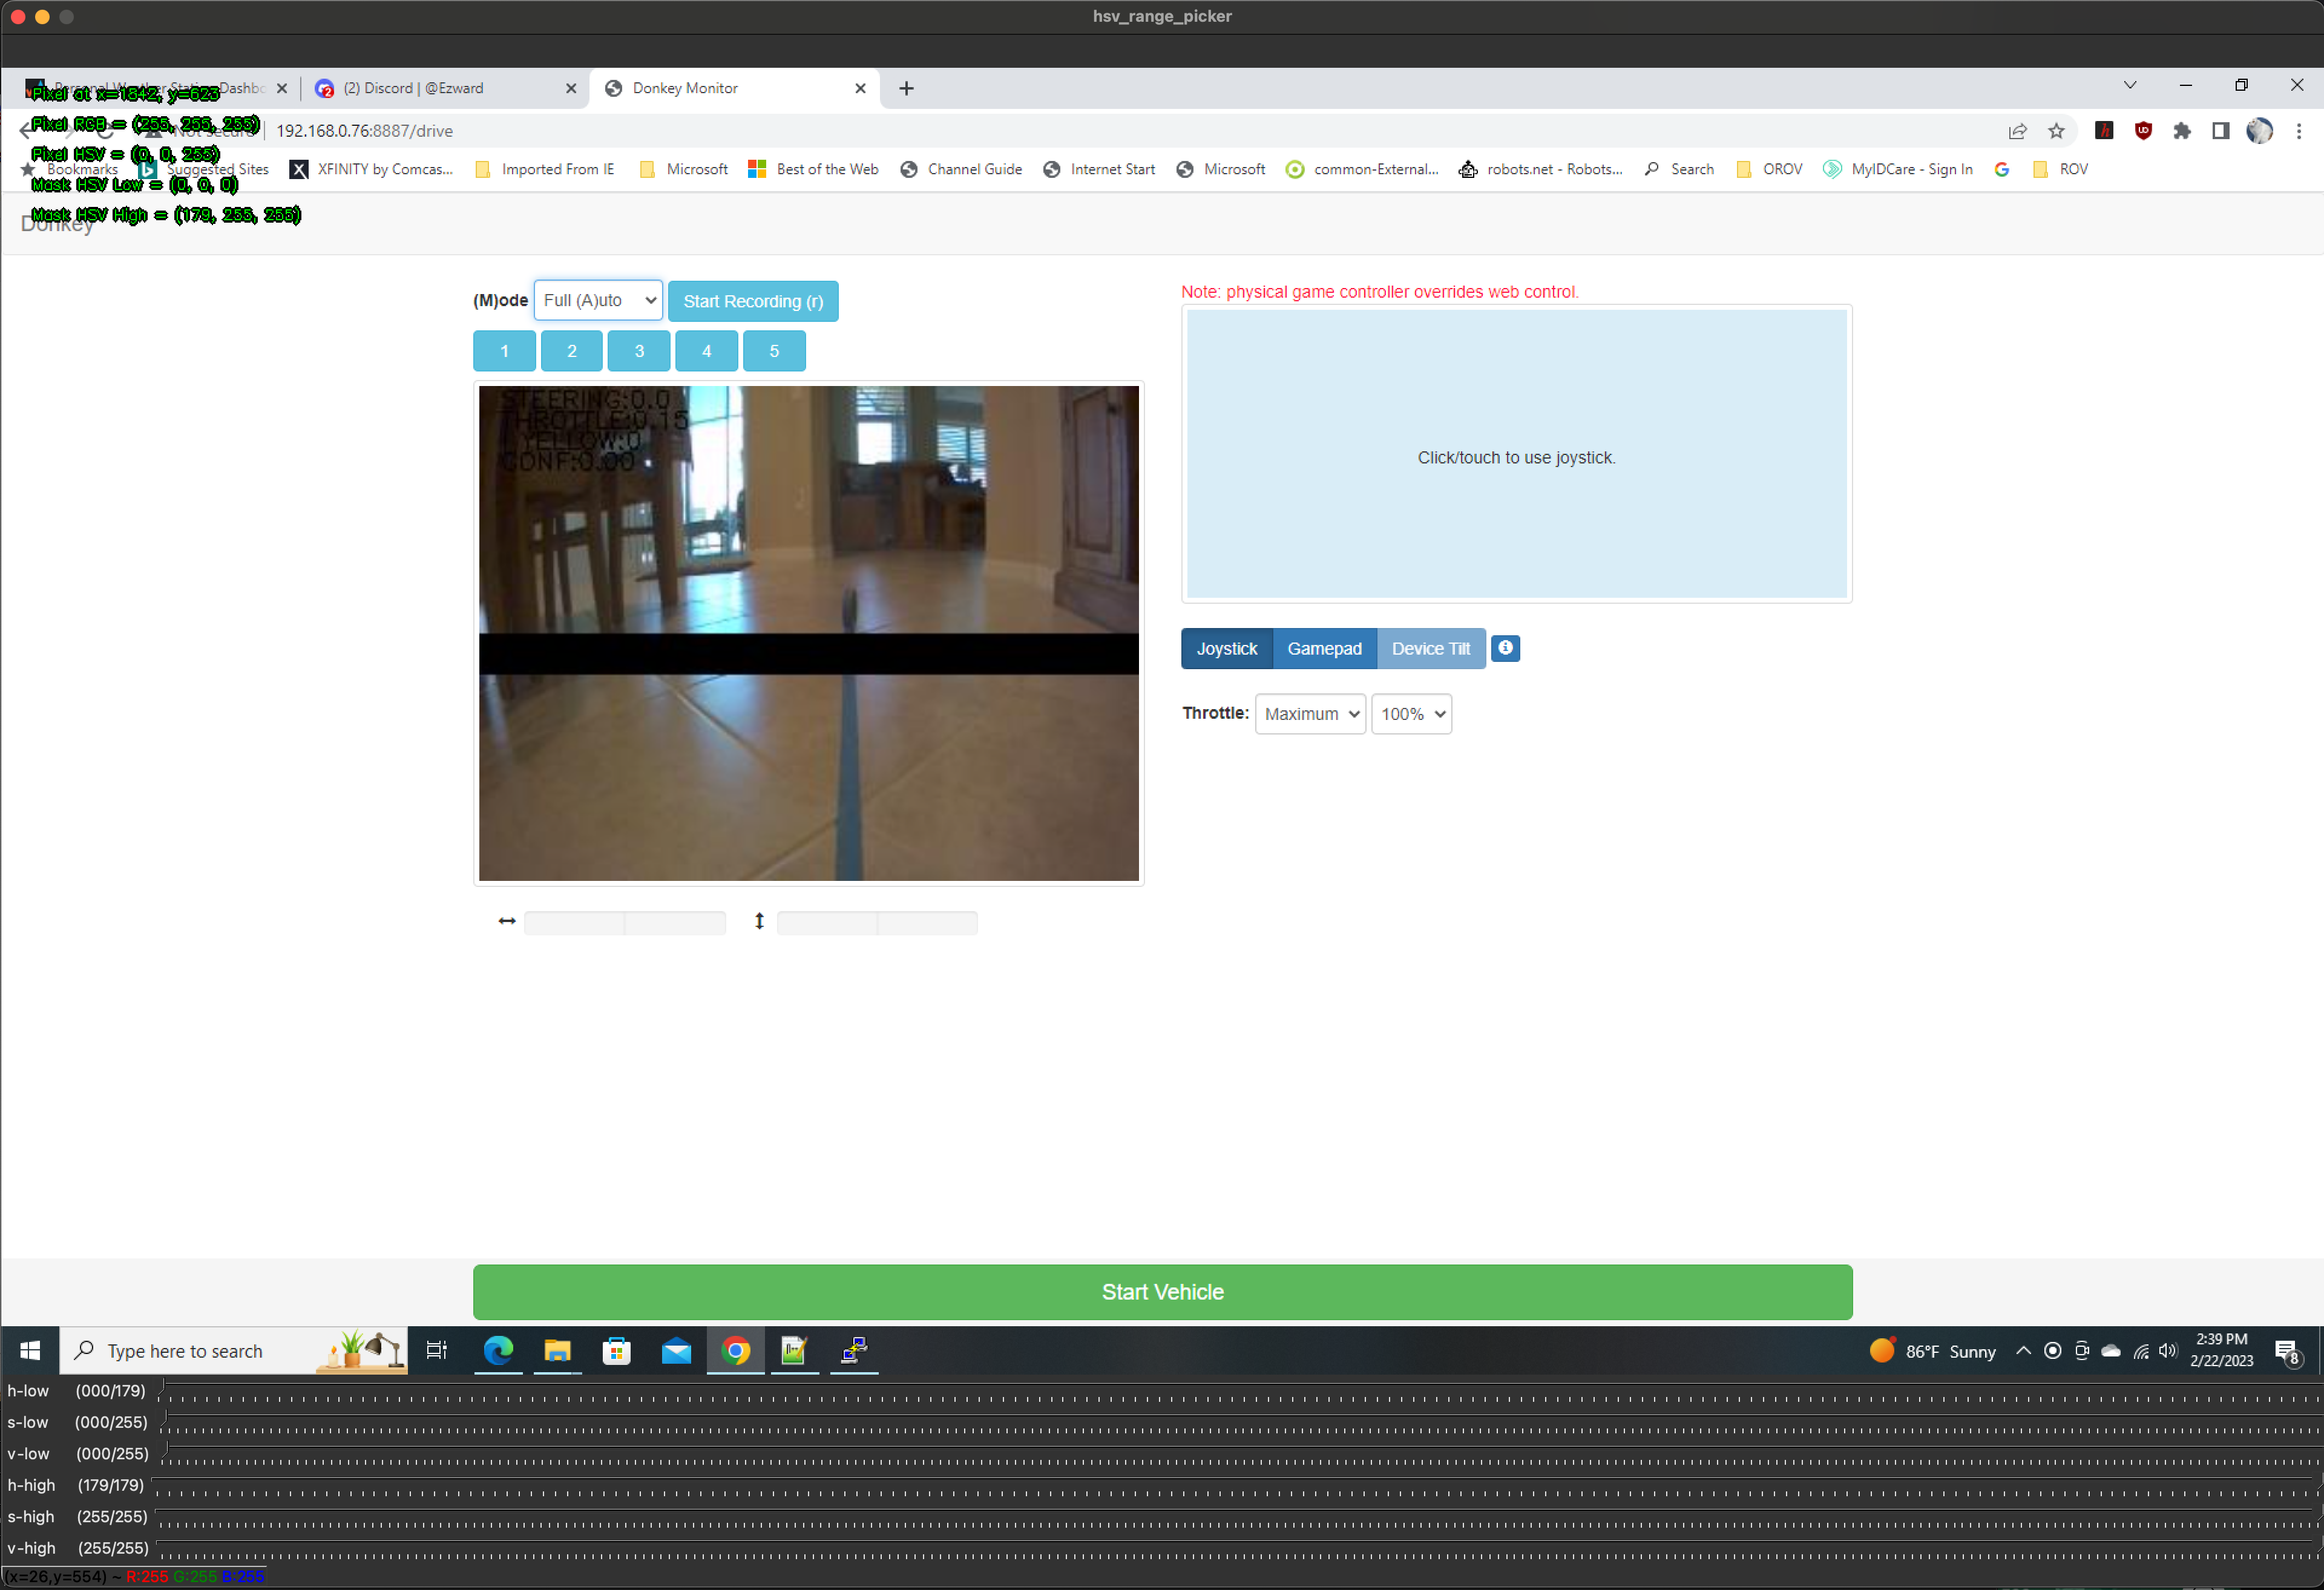 hsv_range_picker
Personal Weather Station Dashbo
(2) Discord | @Ezward
Donkey Monitor
Pixel at x=1842, y=623
Pixel RGB = (255, 255, 255)
Not secure
192.168.0.76:8887/drive
Pixel HSV = (0, 0, 255)
Bookmarks
Suggested Sites
XFINITY by Comcas...
Imported From IE
Microsoft
Best of the Web
Channel Guide
Internet Start
Microsoft
common-External...
robots.net - Robots...
Search
OROV
MyIDCare - Sign In
ROV
Mask HSV Low = (0, 0, 0)
Mask HSV High = (179, 255, 255)
Donkey
(M)ode
Full (A)uto
Start Recording (r)
1 2 3 4 5
STEERING:0.0
THROTTLE:0.15
YELLOW:0
CONF:0.00
Note: physical game controller overrides web control.
Click/touch to use joystick.
Joystick
Gamepad
Device Tilt
Throttle:
Maximum
100%
Start Vehicle
Type here to search
86°F Sunny
2:39 PM
2/22/2023
8
h-low (000/179)
s-low (000/255)
v-low (000/255)
h-high (179/179)
s-high (255/255)
v-high (255/255)
(x=26,y=554) ~ R:255 G:255 B:255